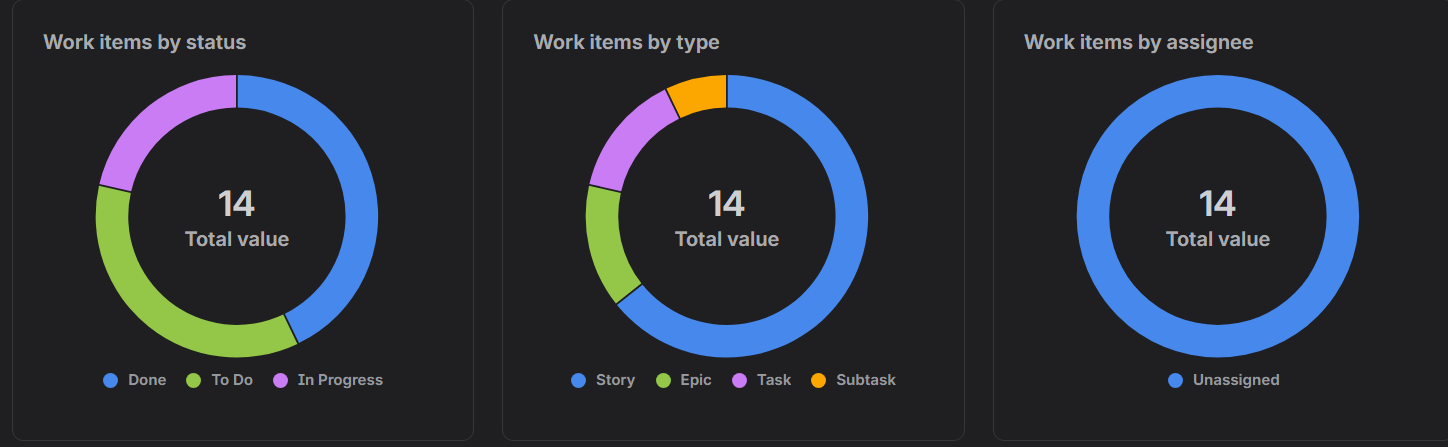 Work items by status
14
Total value
Done To Do In Progress
Work items by type
14
Total value
Story Epic Task Subtask
Work items by assignee
14
Total value
Unassigned